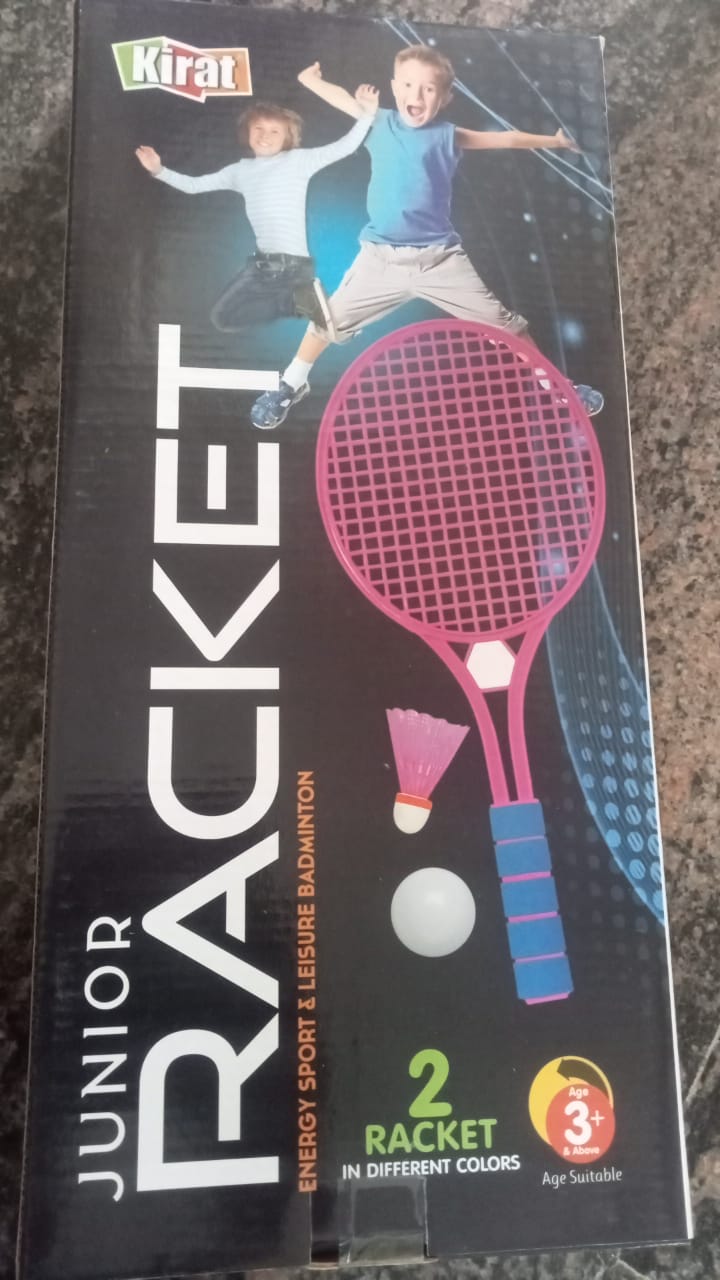 Kirat
JUNIOR
RACKET
ENERGY SPORT & LEISURE BADMINTON
2
RACKET
IN DIFFERENT COLORS
Age
3+
& Above
Age Suitable